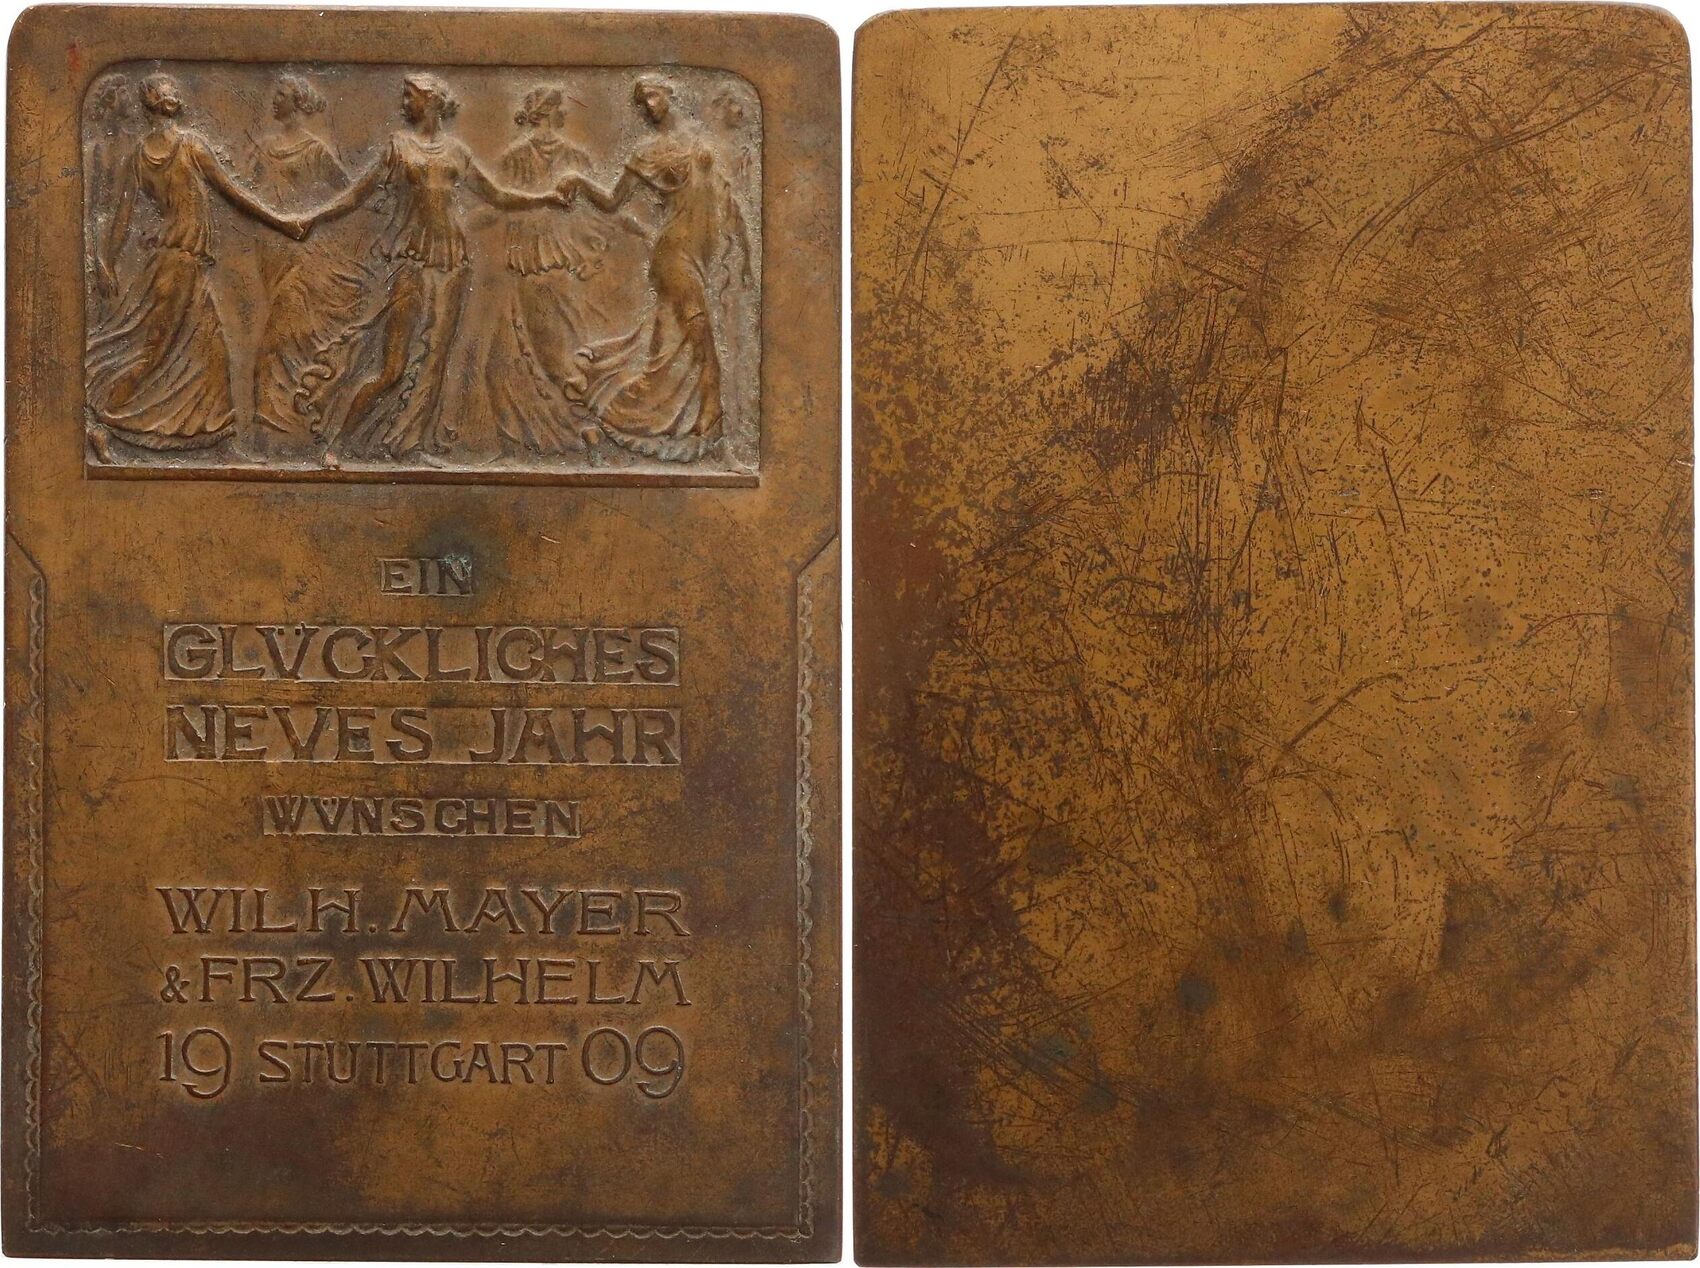 EIN
GLVCKLICHES
NEVES JAHR
WVNSCHEN
WILH. MAYER
& FRZ. WILHELM
19 STUTTGART 09